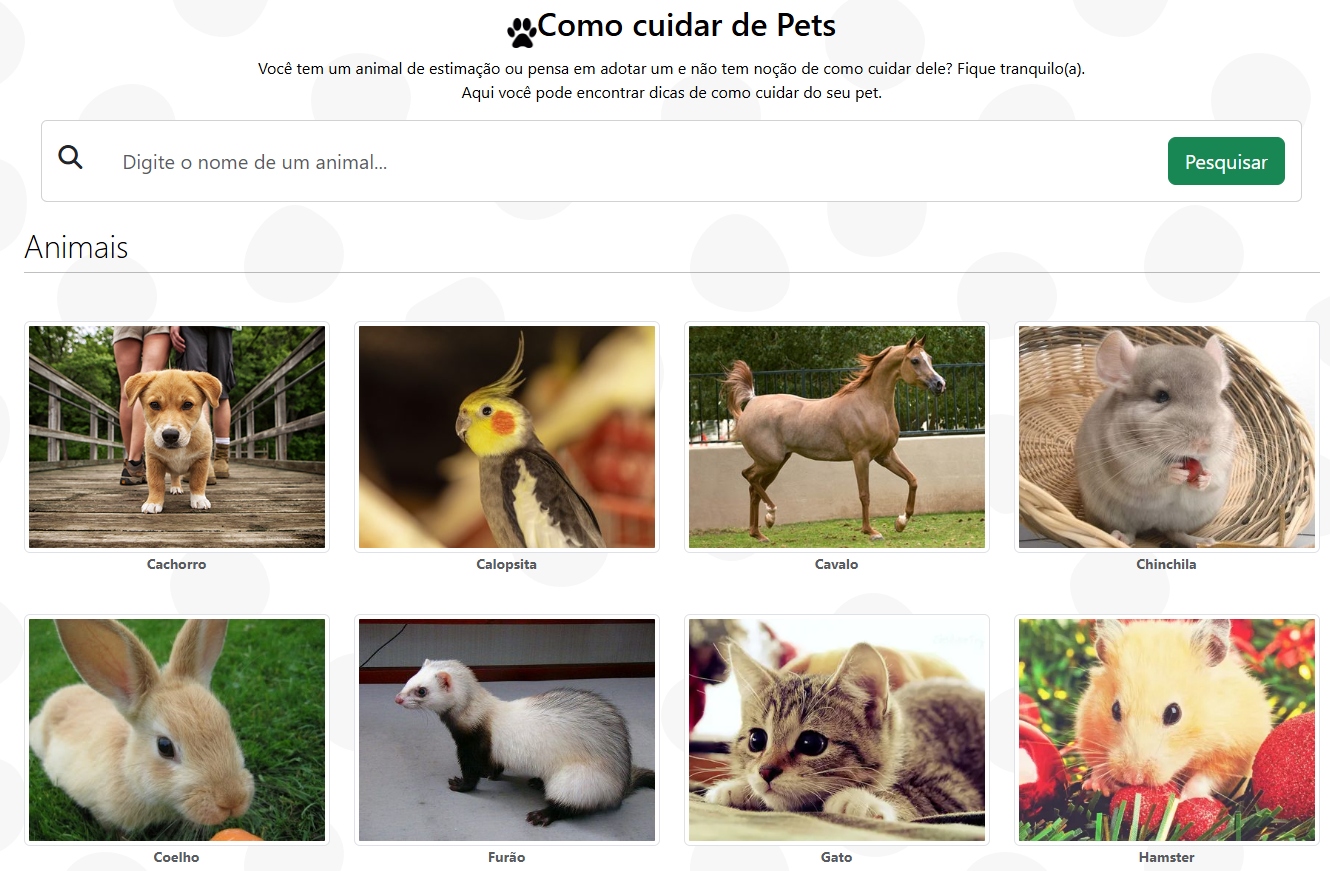 Como cuidar de Pets
Você tem um animal de estimação ou pensa em adotar um e não tem noção de como cuidar dele? Fique tranquilo(a).
Aqui você pode encontrar dicas de como cuidar do seu pet.
Digite o nome de um animal...
Pesquisar
Animais
Cachorro
Calopsita
Cavalo
Chinchila
Coelho
Furão
Gato
Hamster